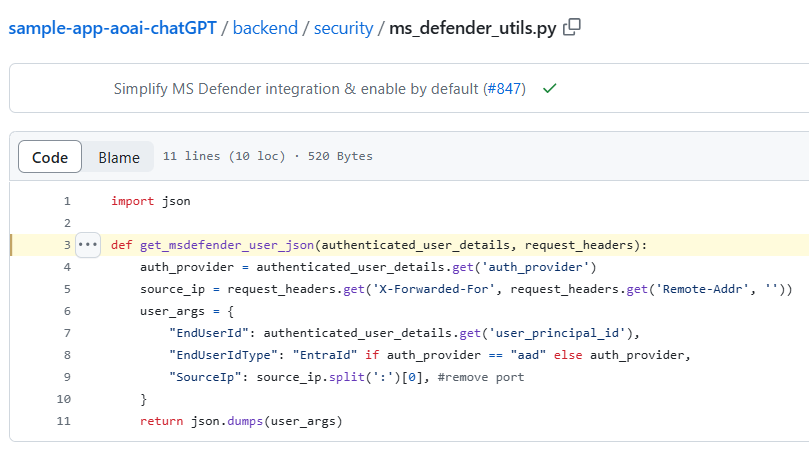 sample-app-aoai-chatGPT / backend / security / ms_defender_utils.py
Simplify MS Defender integration & enable by default (#847)
Code Blame 11 lines (10 loc) · 520 Bytes
1 import json
2
3 ··· def get_msdefender_user_json(authenticated_user_details, request_headers):
4     auth_provider = authenticated_user_details.get('auth_provider')
5     source_ip = request_headers.get('X-Forwarded-For', request_headers.get('Remote-Addr', ''))
6     user_args = {
7         "EndUserId": authenticated_user_details.get('user_principal_id'),
8         "EndUserIdType": "EntraId" if auth_provider == "aad" else auth_provider,
9         "SourceIp": source_ip.split(':')[0], #remove port
10     }
11     return json.dumps(user_args)